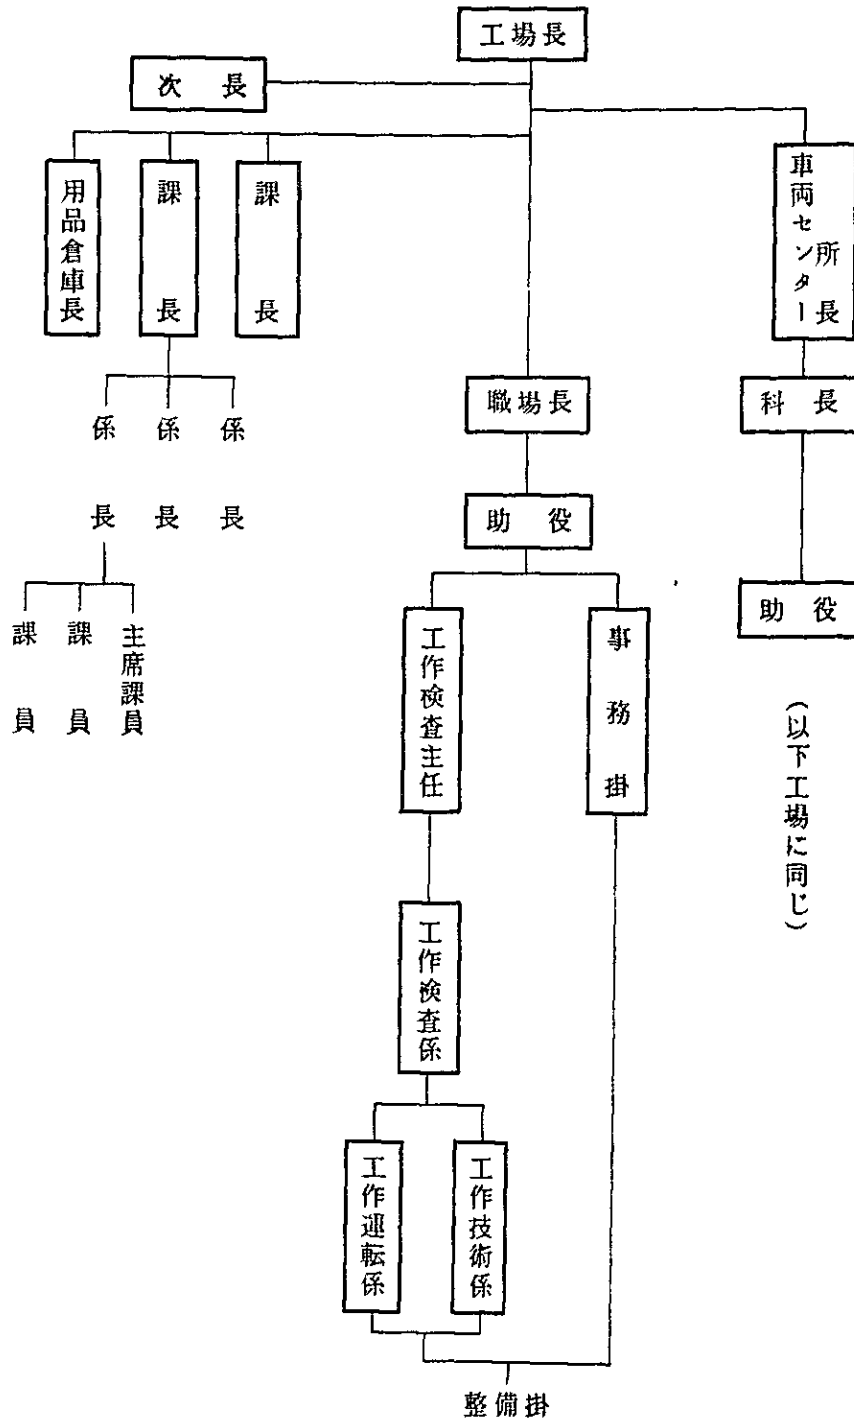 工場長
次長
車両センター所長
課長
課長
用品倉庫長
職場長
科長
係長
係長
係長
助役
助役
(以下工場に同じ)
主席課員
課員
課員
事務掛
工作検査主任
工作検査係
工作技術係
工作運転係
整備掛